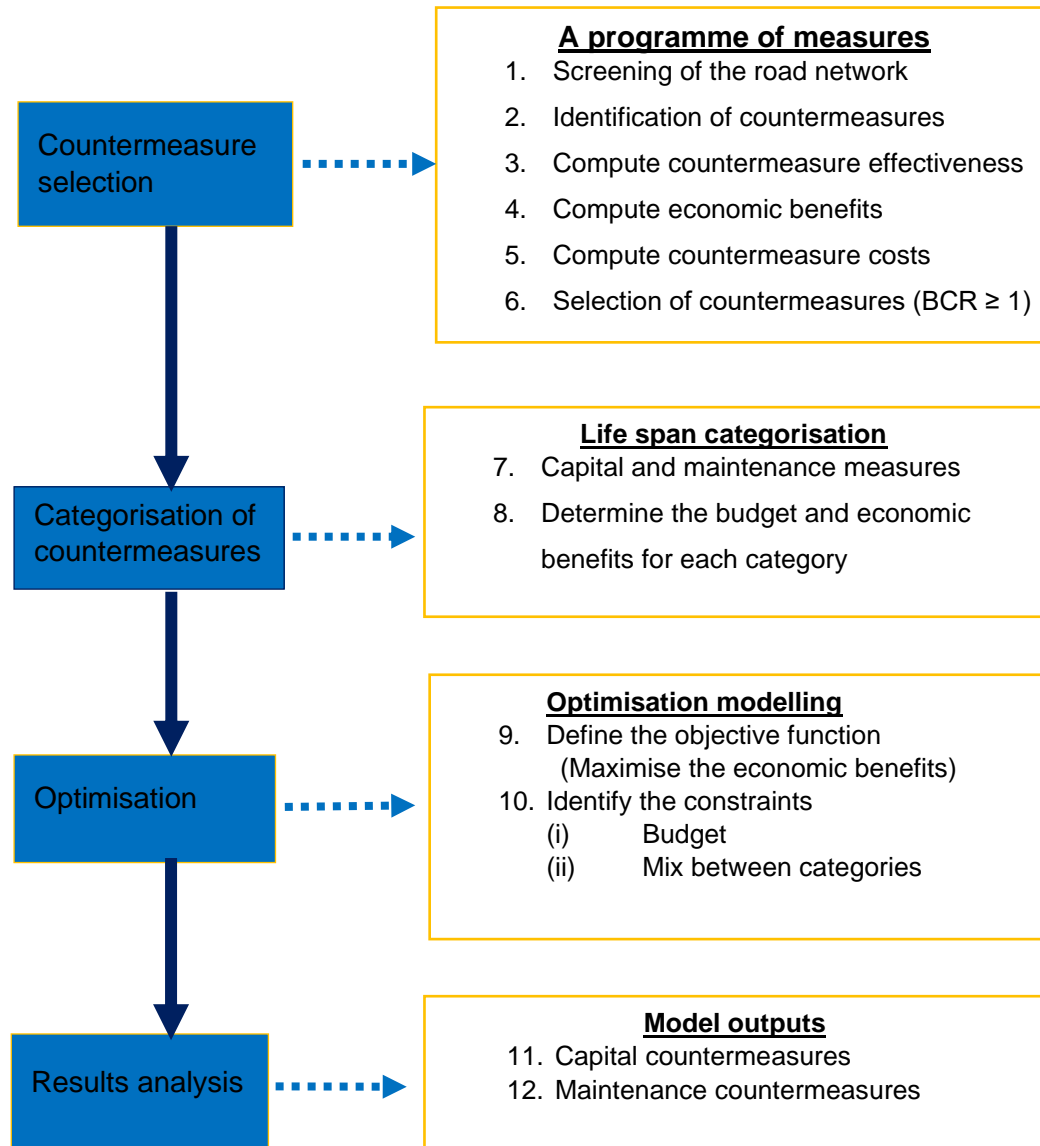 A programme of measures
1. Screening of the road network
2. Identification of countermeasures
3. Compute countermeasure effectiveness
4. Compute economic benefits
5. Compute countermeasure costs
6. Selection of countermeasures (BCR ≥ 1)
Countermeasure
selection
Life span categorisation
7. Capital and maintenance measures
8. Determine the budget and economic
benefits for each category
Categorisation of
countermeasures
Optimisation modelling
9. Define the objective function
(Maximise the economic benefits)
10. Identify the constraints
(i) Budget
(ii) Mix between categories
Optimisation
Model outputs
11. Capital countermeasures
12. Maintenance countermeasures
Results analysis